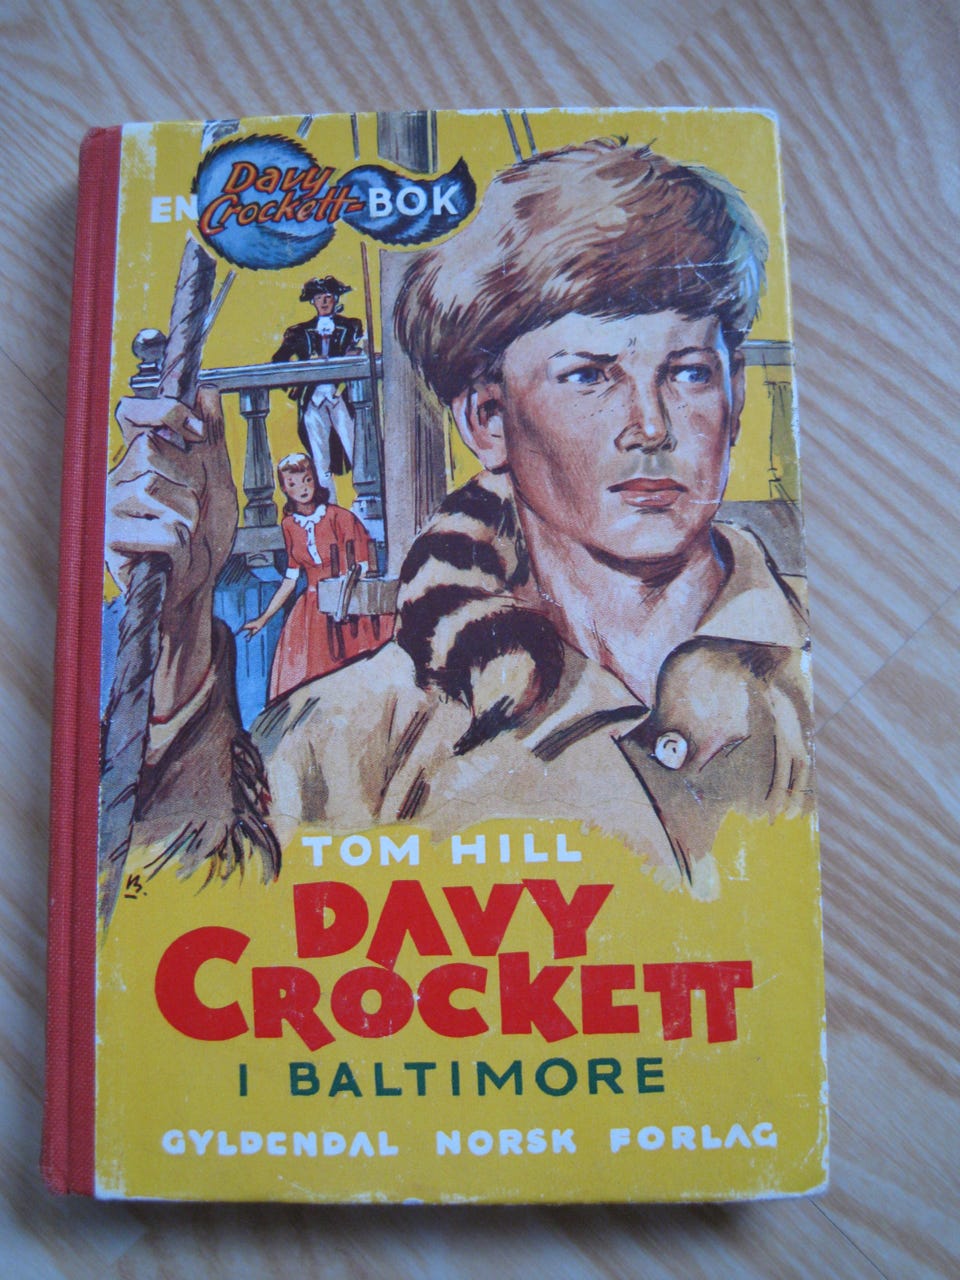 EN Davy Crockett-BOK
TOM HILL
DAVY
CROCKETT
I BALTIMORE
GYLDENDAL NORSK FORLAG